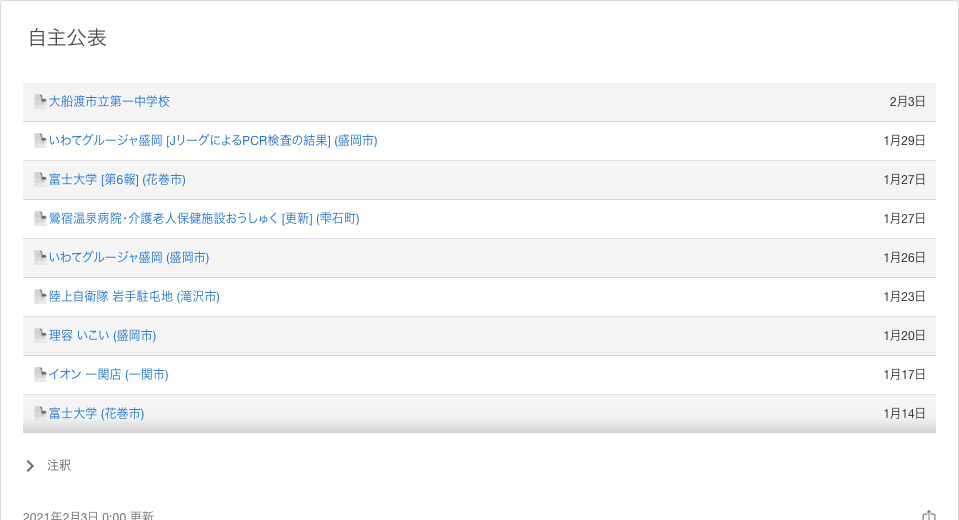 自主公表
大船渡市立第一中学校 2月3日
いわてグルージャ盛岡 [JリーグによるPCR検査の結果] (盛岡市) 1月29日
富士大学 [第6報] (花巻市) 1月27日
鶯宿温泉病院・介護老人保健施設おうしゅく [更新] (雫石町) 1月27日
いわてグルージャ盛岡 (盛岡市) 1月26日
陸上自衛隊 岩手駐屯地 (滝沢市) 1月23日
理容 いこい (盛岡市) 1月20日
イオン 一関店 (一関市) 1月17日
富士大学 (花巻市) 1月14日
注釈
2021年2月3日 0:00 更新